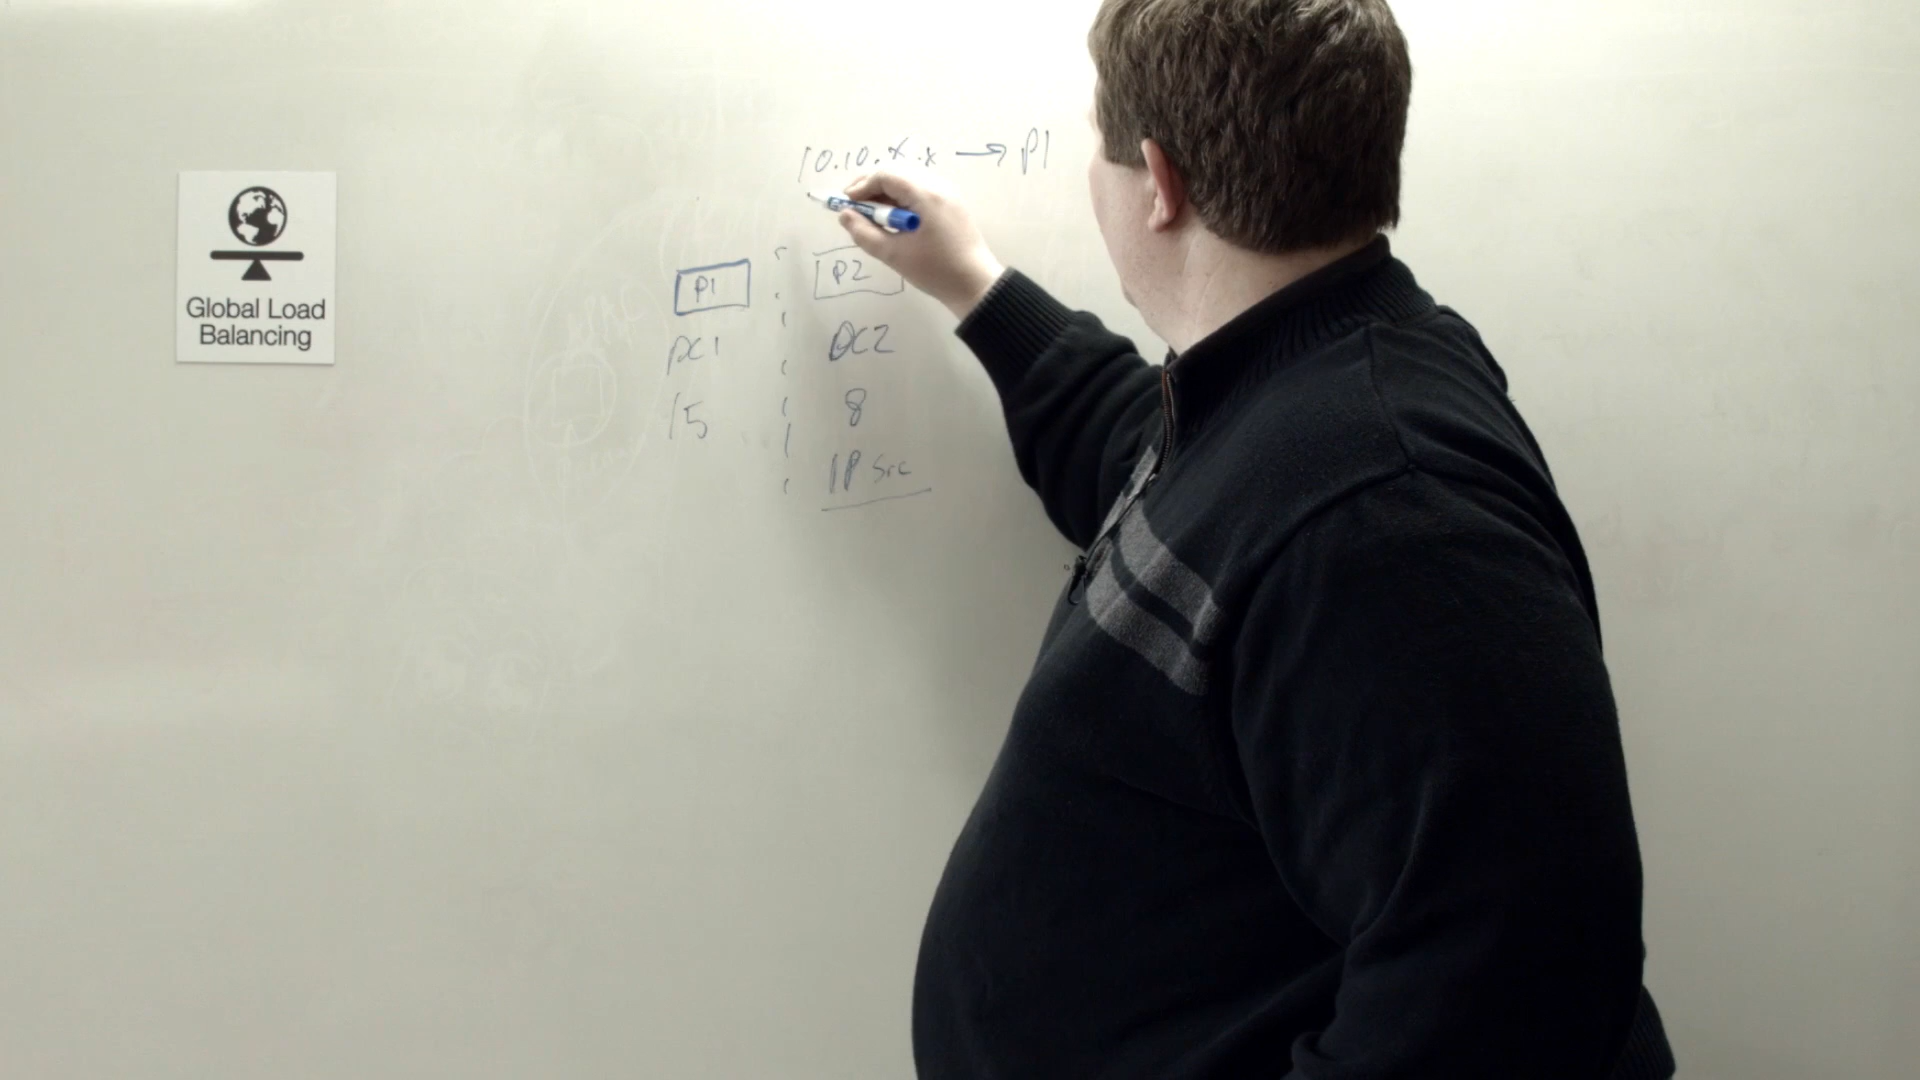 10.10.x.x → P1
Global Load
Balancing
P1 P2
DC1 DC2
15 8
IP Src